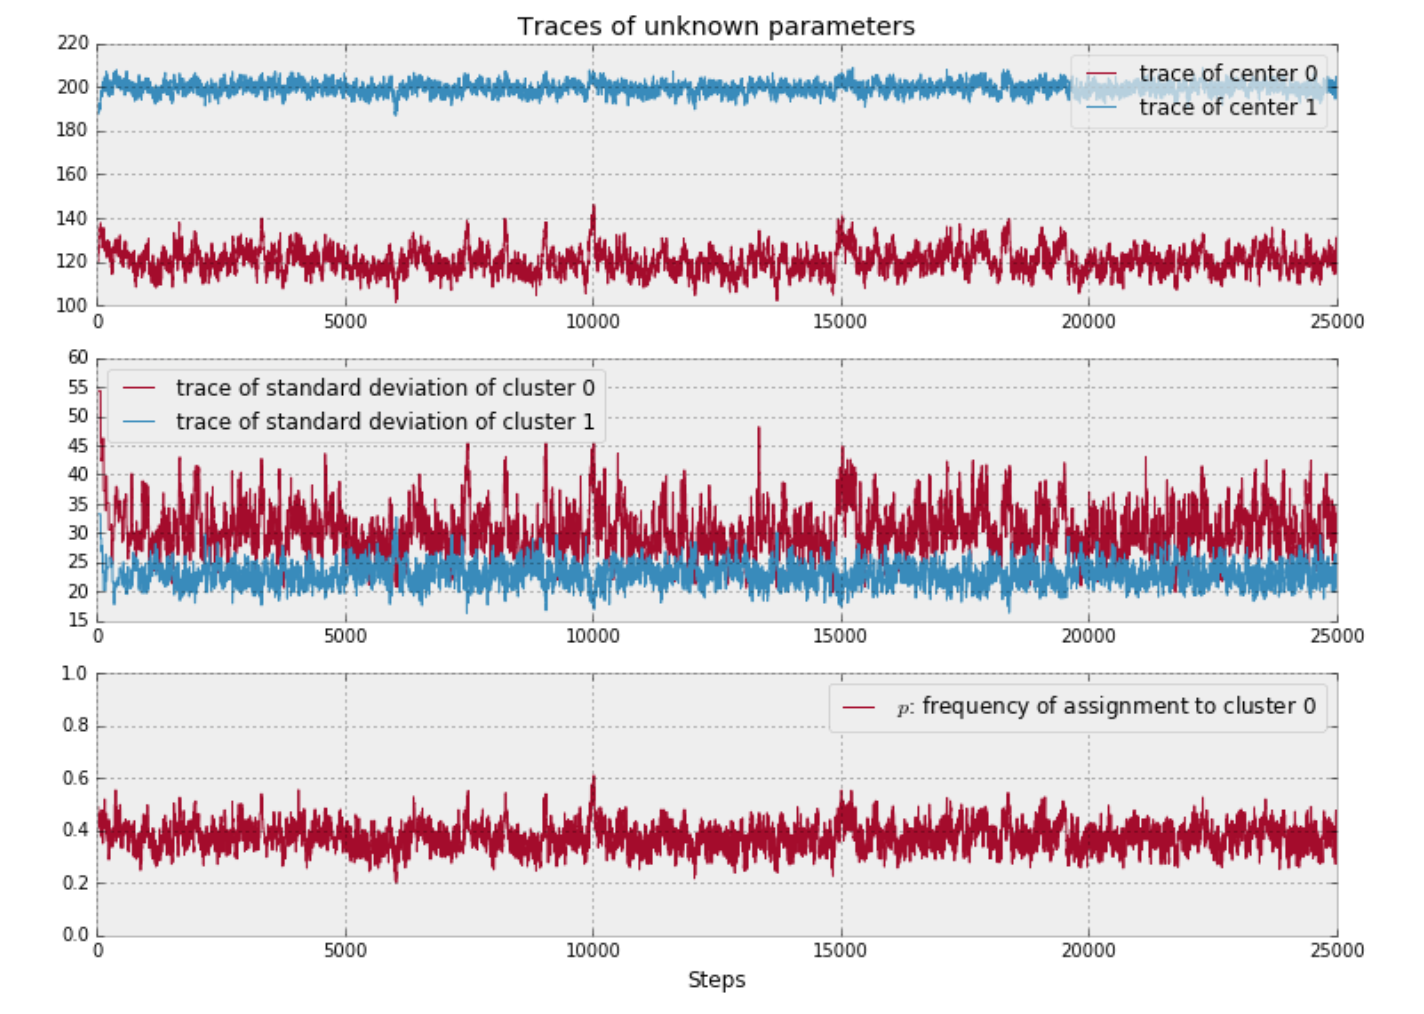 Traces of unknown parameters
220
200
180
160
140
120
100
trace of center 0
trace of center 1
0 5000 10000 15000 20000 25000
60
55
50
45
40
35
30
25
20
15
trace of standard deviation of cluster 0
trace of standard deviation of cluster 1
0 5000 10000 15000 20000 25000
1.0
0.8
0.6
0.4
0.2
0.0
p: frequency of assignment to cluster 0
0 5000 10000 15000 20000 25000
Steps